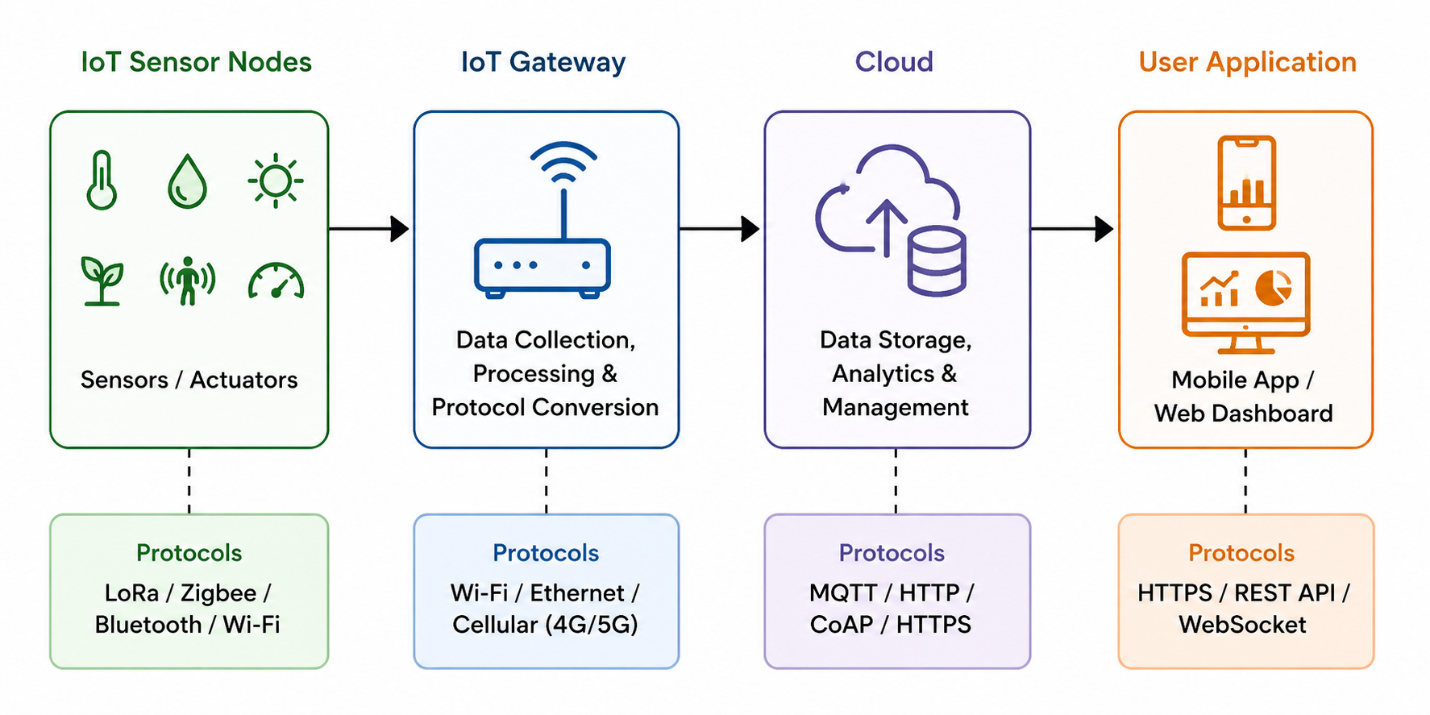 IoT Sensor Nodes
IoT Gateway
Cloud
User Application
Sensors / Actuators
Data Collection,
Processing &
Protocol Conversion
Data Storage,
Analytics &
Management
Mobile App /
Web Dashboard
Protocols
LoRa / Zigbee /
Bluetooth / Wi-Fi
Protocols
Wi-Fi / Ethernet /
Cellular (4G/5G)
Protocols
MQTT / HTTP /
CoAP / HTTPS
Protocols
HTTPS / REST API /
WebSocket